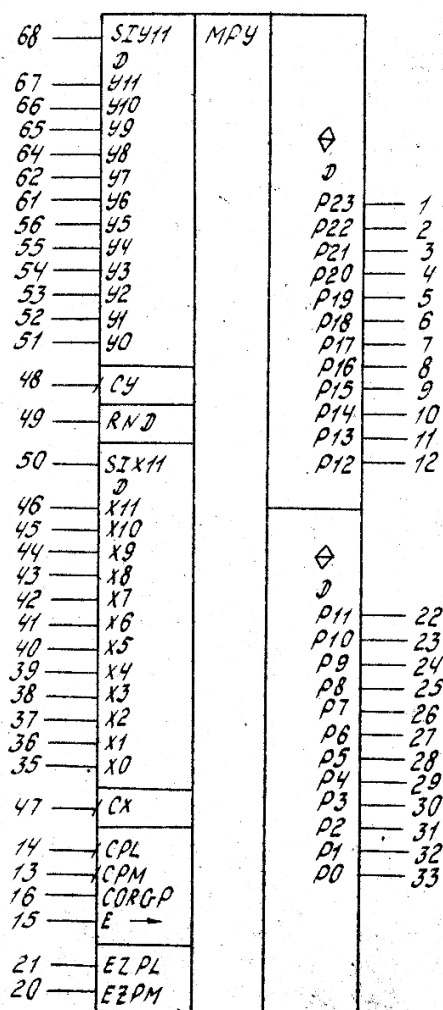 68 SIY11 MPY
D
67 Y11
66 Y10
65 Y9
64 Y8
62 Y7
61 Y6
56 Y5
55 Y4
54 Y3
53 Y2
52 Y1
51 Y0
48 CY
49 RND
50 SIX11
D
46 X11
45 X10
44 X9
43 X8
42 X7
41 X6
40 X5
39 X4
38 X3
37 X2
36 X1
35 X0
47 CX
14 CPL
13 CPM
16 CORGP
15 E →
21 EZPL
20 EZPM
D
P23 1
P22 2
P21 3
P20 4
P19 5
P18 6
P17 7
P16 8
P15 9
P14 10
P13 11
P12 12
D
P11 22
P10 23
P9 24
P8 25
P7 26
P6 27
P5 28
P4 29
P3 30
P2 31
P1 32
P0 33